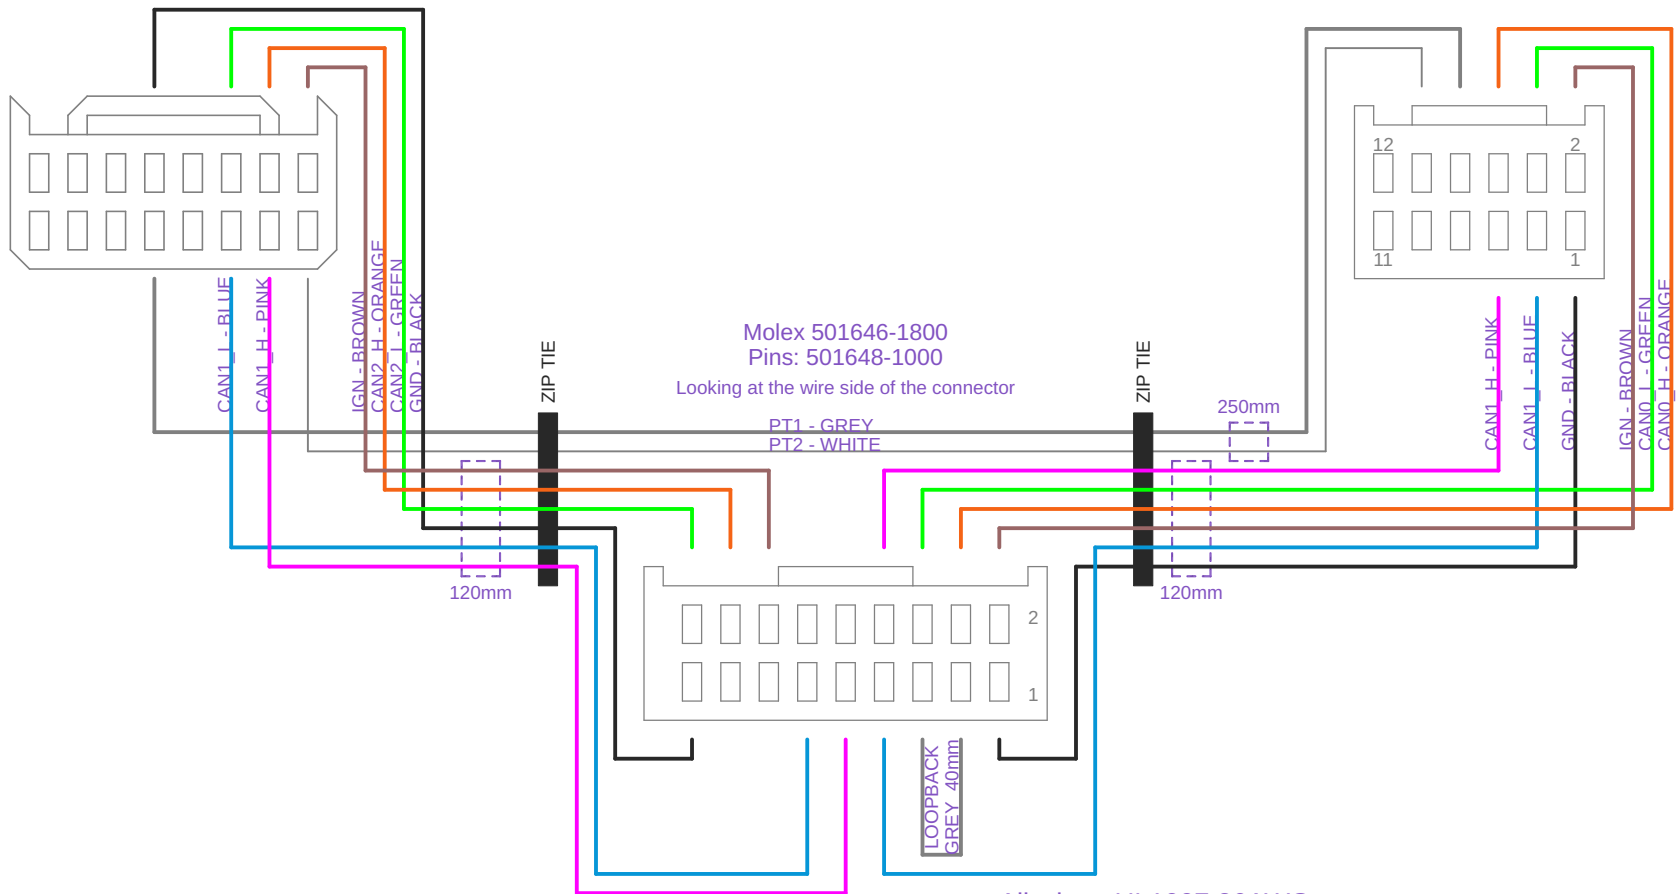 12
2
11
1
CAN1_L - BLUE
CAN1_H - PINK
IGN - BROWN
CAN2_H - ORANGE
CAN2_L - GREEN
GND - BLACK
ZIP TIE
Molex 501646-1800
Pins: 501648-1000
Looking at the wire side of the connector
PT1 - GREY
PT2 - WHITE
ZIP TIE
250mm
CAN1_H - PINK
CAN1_L - BLUE
GND - BLACK
IGN - BROWN
CAN0_L - GREEN
CAN0_H - ORANGE
120mm
120mm
2
1
LOOPBACK
GREY 40mm